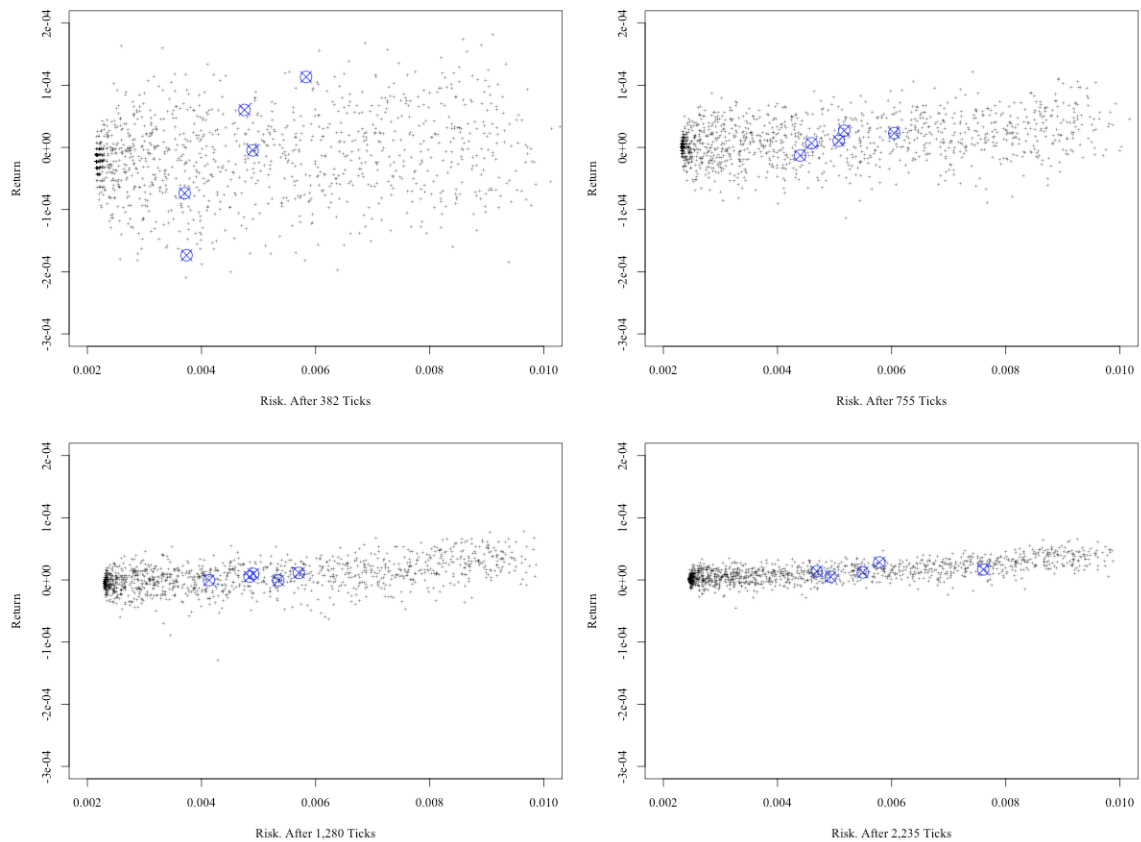 2e-04
1e-04
0e+00
-1e-04
-2e-04
-3e-04
Return
0.002 0.004 0.006 0.008 0.010
Risk. After 382 Ticks
2e-04
1e-04
0e+00
-1e-04
-2e-04
-3e-04
Return
0.002 0.004 0.006 0.008 0.010
Risk. After 755 Ticks
2e-04
1e-04
0e+00
-1e-04
-2e-04
-3e-04
Return
0.002 0.004 0.006 0.008 0.010
Risk. After 1,280 Ticks
2e-04
1e-04
0e+00
-1e-04
-2e-04
-3e-04
Return
0.002 0.004 0.006 0.008 0.010
Risk. After 2,235 Ticks